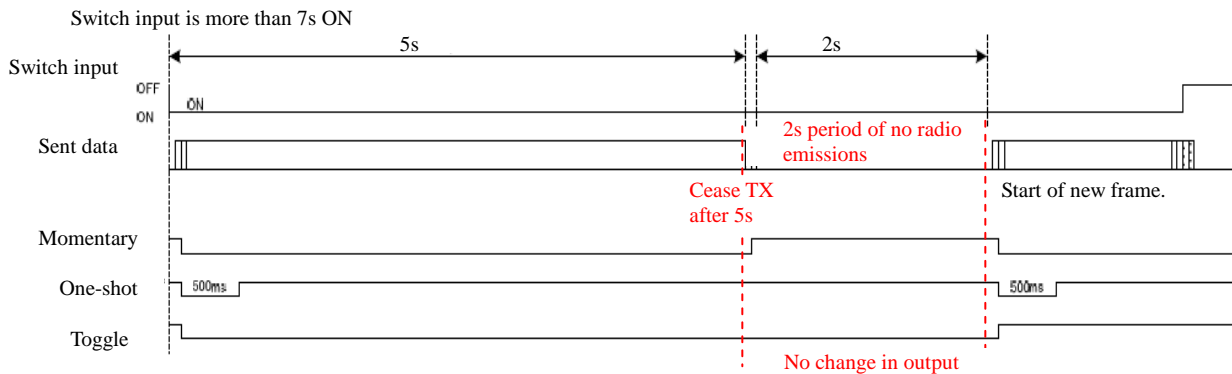 Switch input is more than 7s ON
5s
2s
Switch input
OFF
ON
ON
Sent data
2s period of no radio
emissions
Cease TX
after 5s
Start of new frame.
Momentary
One-shot
500ms
500ms
Toggle
No change in output